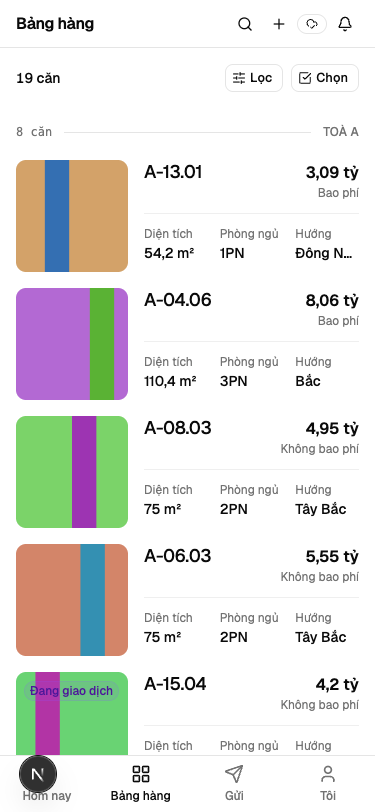 Bảng hàng
19 căn
Lọc
Chọn
8 căn
TOÀ A
A-13.01
3,09 tỷ
Bao phí
Diện tích Phòng ngủ Hướng
54,2 m² 1PN Đông N...
A-04.06
8,06 tỷ
Bao phí
Diện tích Phòng ngủ Hướng
110,4 m² 3PN Bắc
A-08.03
4,95 tỷ
Không bao phí
Diện tích Phòng ngủ Hướng
75 m² 2PN Tây Bắc
A-06.03
5,55 tỷ
Không bao phí
Diện tích Phòng ngủ Hướng
75 m² 2PN Tây Bắc
Đang giao dịch
A-15.04
4,2 tỷ
Không bao phí
Diện tích Phòng ngủ Hướng
N
Hôm nay Bảng hàng Gửi Tôi